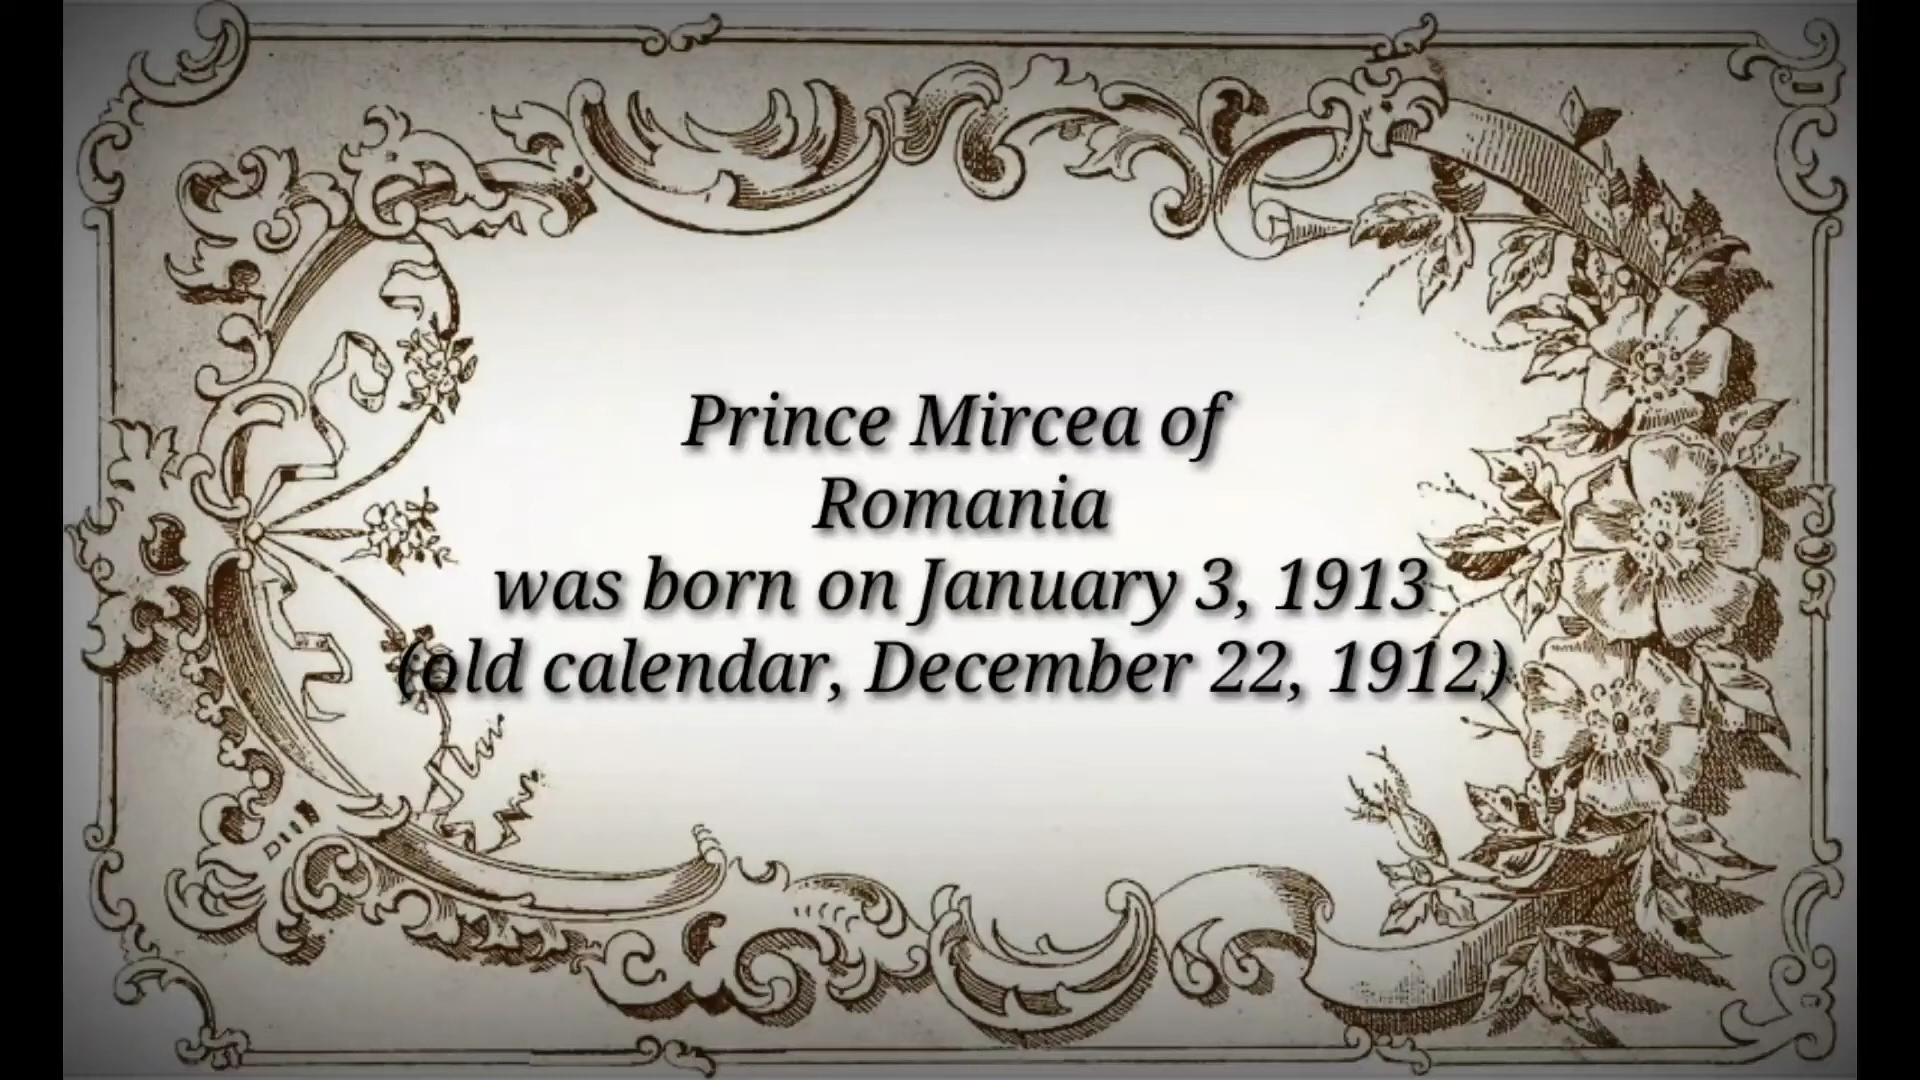 Prince Mircea of
Romania
was born on January 3, 1913
(old calendar, December 22, 1912)